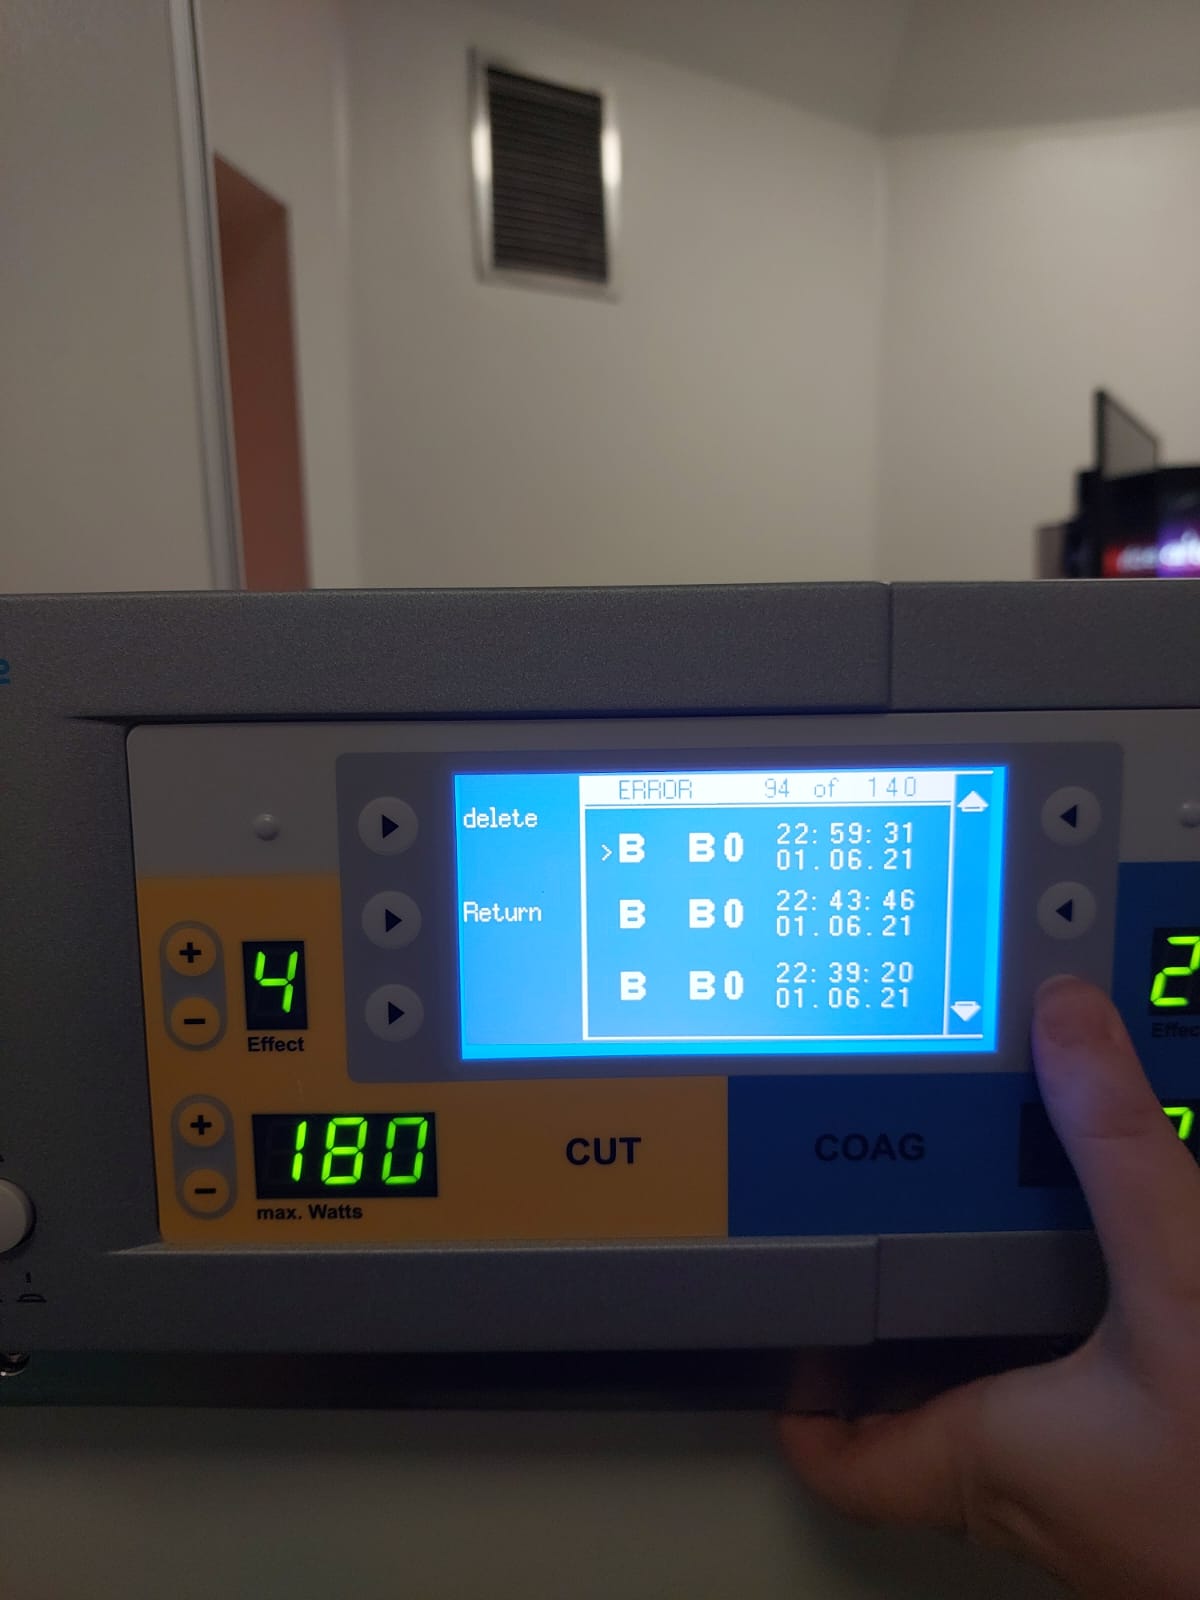 ERROR 94 of 140
delete
>B B0 22:59:31
01.06.21
Return
B B0 22:43:46
01.06.21
B B0 22:39:20
01.06.21
+
4
−
Effect
2
+
180
−
max. Watts
CUT
COAG